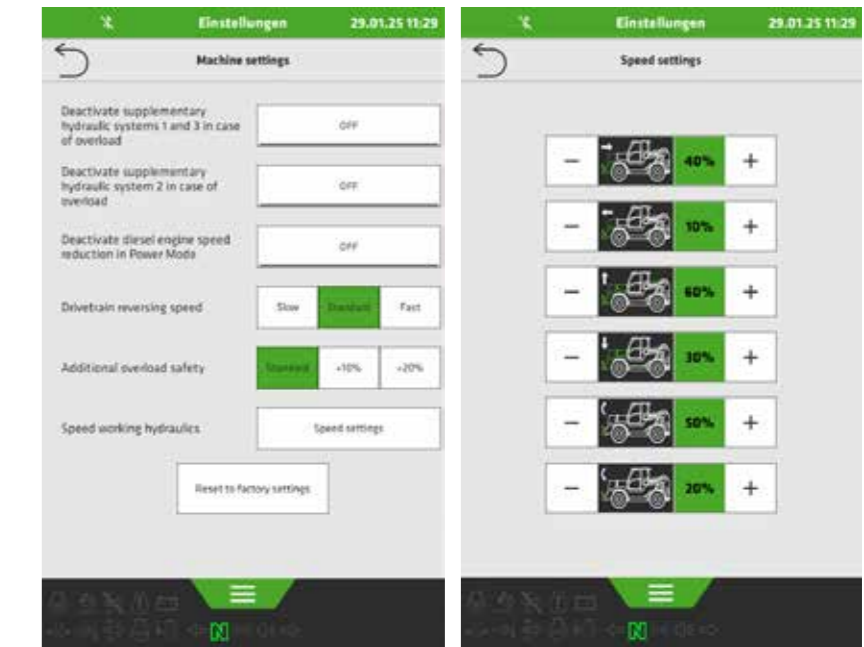 Einstellungen 29.01.25 11:29
Machine settings
Deactivate supplementary
hydraulic systems 1 and 3 in case
of overload
OFF
Deactivate supplementary
hydraulic system 2 in case of
overload
OFF
Deactivate diesel engine speed
reduction in Power Mode
OFF
Drivetrain reversing speed
Slow Standard Fast
Additional overload safety
Standard +10% +20%
Speed working hydraulics
Speed settings
Reset to factory settings
N
Einstellungen 29.01.25 11:29
Speed settings
− 40% +
− 10% +
− 60% +
− 30% +
− 50% +
− 20% +
N